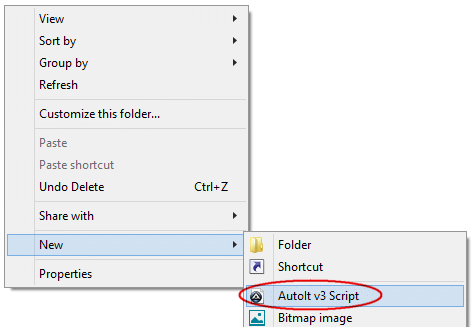 View
Sort by
Group by
Refresh
Customize this folder...
Paste
Paste shortcut
Undo Delete Ctrl+Z
Share with
New
Properties
Folder
Shortcut
AutoIt v3 Script
Bitmap image